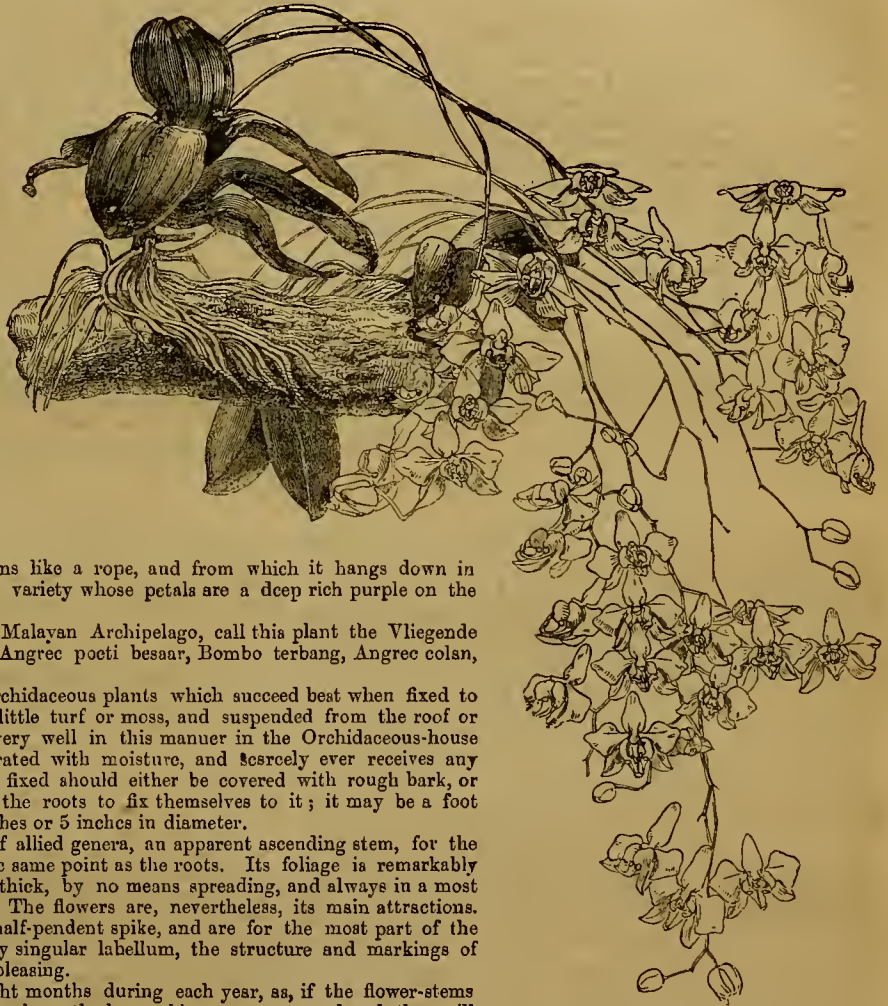 ns like a rope, and from which it hangs down in
variety whose petals are a deep rich purple on the
Malayan Archipelago, call this plant the Vliegende
Angrec poeti besaar, Bombo terbang, Angrec colan,
rchidaceous plants which succeed best when fixed to
little turf or moss, and suspended from the roof or
very well in this manner in the Orchidaceous-house
rated with moisture, and scarcely ever receives any
fixed should either be covered with rough bark, or
the roots to fix themselves to it; it may be a foot
hes or 5 inches in diameter.
of allied genera, an apparent ascending stem, for the
same point as the roots. Its foliage is remarkably
thick, by no means spreading, and always in a most
The flowers are, nevertheless, its main attractions.
half-pendent spike, and are for the most part of the
y singular labellum, the structure and markings of
pleasing.
ht months during each year, as, if the flower-stems